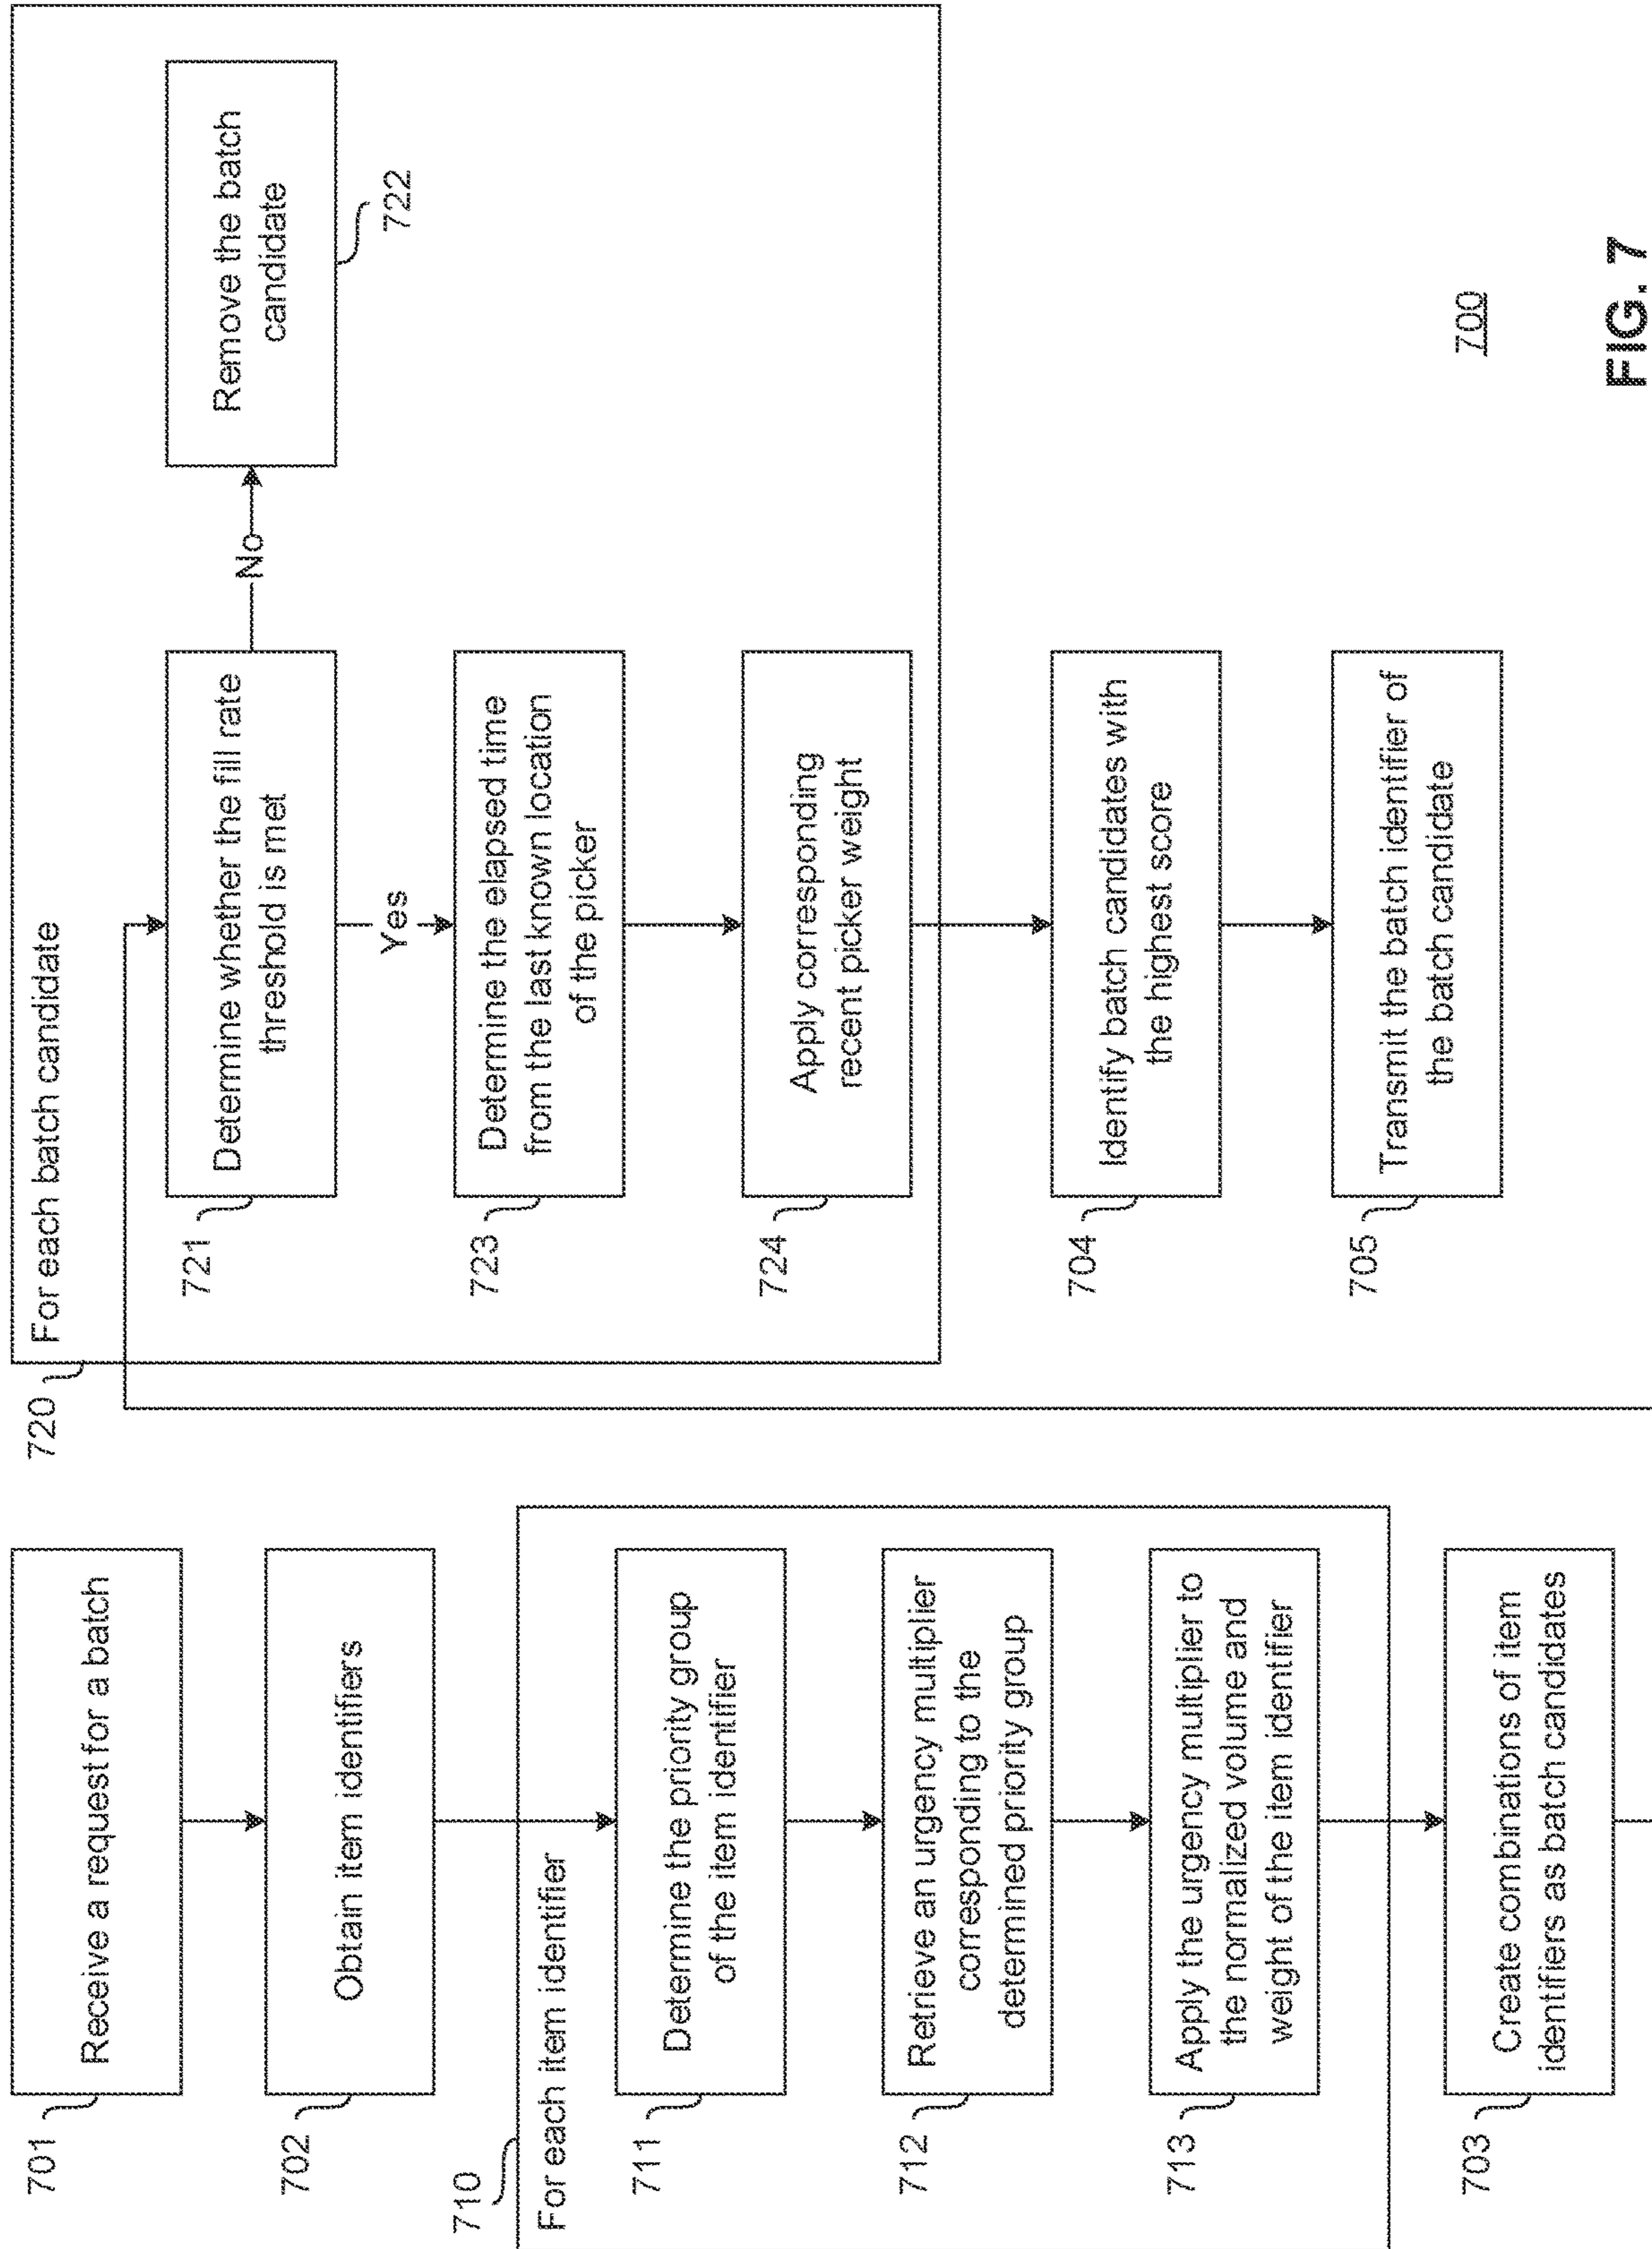 701
Receive a request for a batch
702
Obtain item identifiers
710
For each item identifier
711
Determine the priority group
of the item identifier
712
Retrieve an urgency multiplier
corresponding to the
determined priority group
713
Apply the urgency multiplier to
the normalized volume and
weight of the item identifier
703
Create combinations of item
identifiers as batch candidates
720
For each batch candidate
721
Determine whether the fill rate
threshold is met
No
Remove the batch
candidate
722
Yes
723
Determine the elapsed time
from the last known location
of the picker
724
Apply corresponding
recent picker weight
704
Identify batch candidates with
the highest score
705
Transmit the batch identifier of
the batch candidate
700
FIG. 7